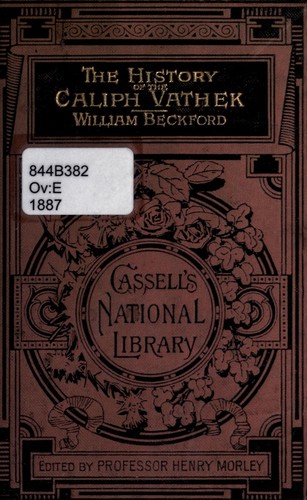 THE HISTORY
OF THE
CALIPH VATHEK
WILLIAM BECKFORD
844B382
Ov:E
1887
CASSELL'S
NATIONAL
LIBRARY
EDITED BY PROFESSOR HENRY MORLEY